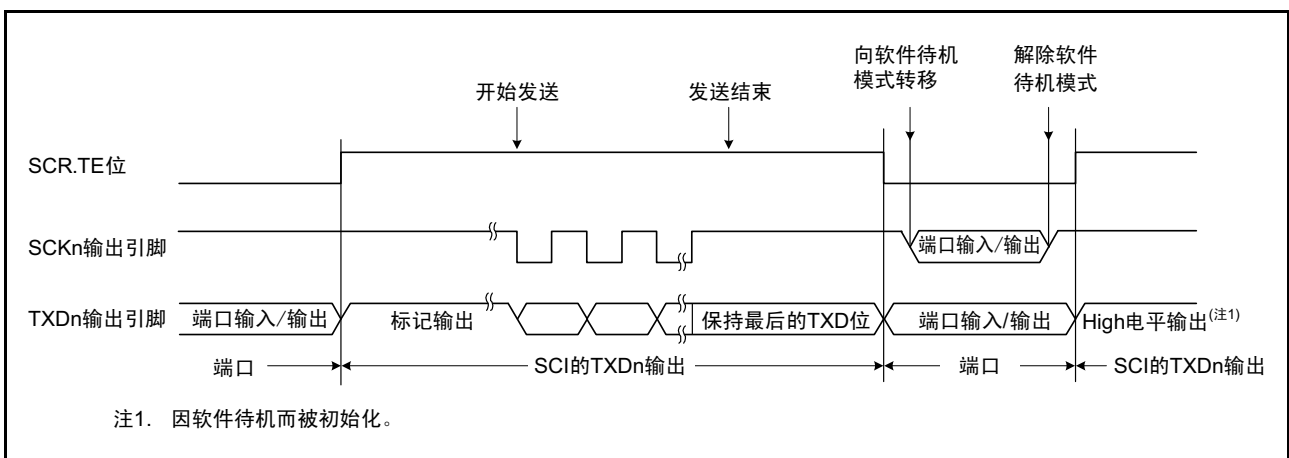 向软件待机
模式转移
解除软件
待机模式
开始发送
发送结束
SCR.TE位
SCKn输出引脚
端口输入/输出
TXDn输出引脚
端口输入/输出
标记输出
保持最后的TXD位
端口输入/输出
High电平输出(注1)
端口
SCI的TXDn输出
端口
SCI的TXDn输出
注1. 因软件待机而被初始化。